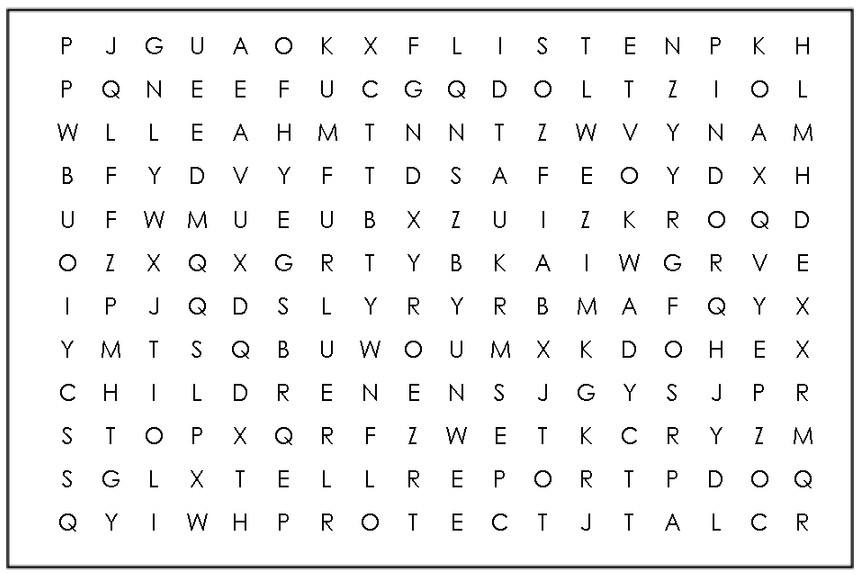 P J G U A O K X F L I S T E N P K H
P Q N E E F U C G Q D O L T Z I O L
W L L E A H M T N N T Z W V Y N A M
B F Y D V Y F T D S A F E O Y D X H
U F W M U E U B X Z U I Z K R O Q D
O Z X Q X G R T Y B K A I W G R V E
I P J Q D S L Y R Y R B M A F Q Y X
Y M T S Q B U W O U M X K D O H E X
C H I L D R E N E N S J G Y S J P R
S T O P X Q R F Z W E T K C R Y Z M
S G L X T E L L R E P O R T P D O Q
Q Y I W H P R O T E C T J T A L C R